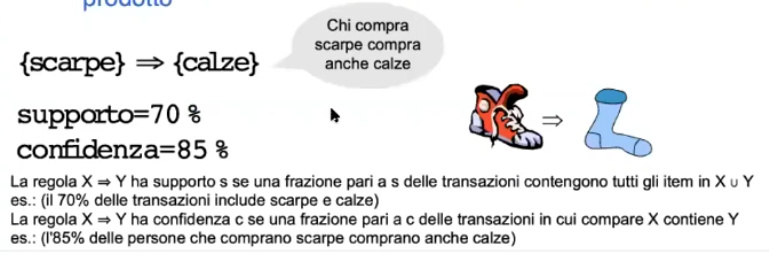 prodotto
Chi compra
scarpe compra
anche calze
{scarpe} ⇒ {calze}
supporto=70 %
confidenza=85 %
⇒
La regola X ⇒ Y ha supporto s se una frazione pari a s delle transazioni contengono tutti gli item in X ∪ Y
es.: (il 70% delle transazioni include scarpe e calze)
La regola X ⇒ Y ha confidenza c se una frazione pari a c delle transazioni in cui compare X contiene Y
es.: (l'85% delle persone che comprano scarpe comprano anche calze)